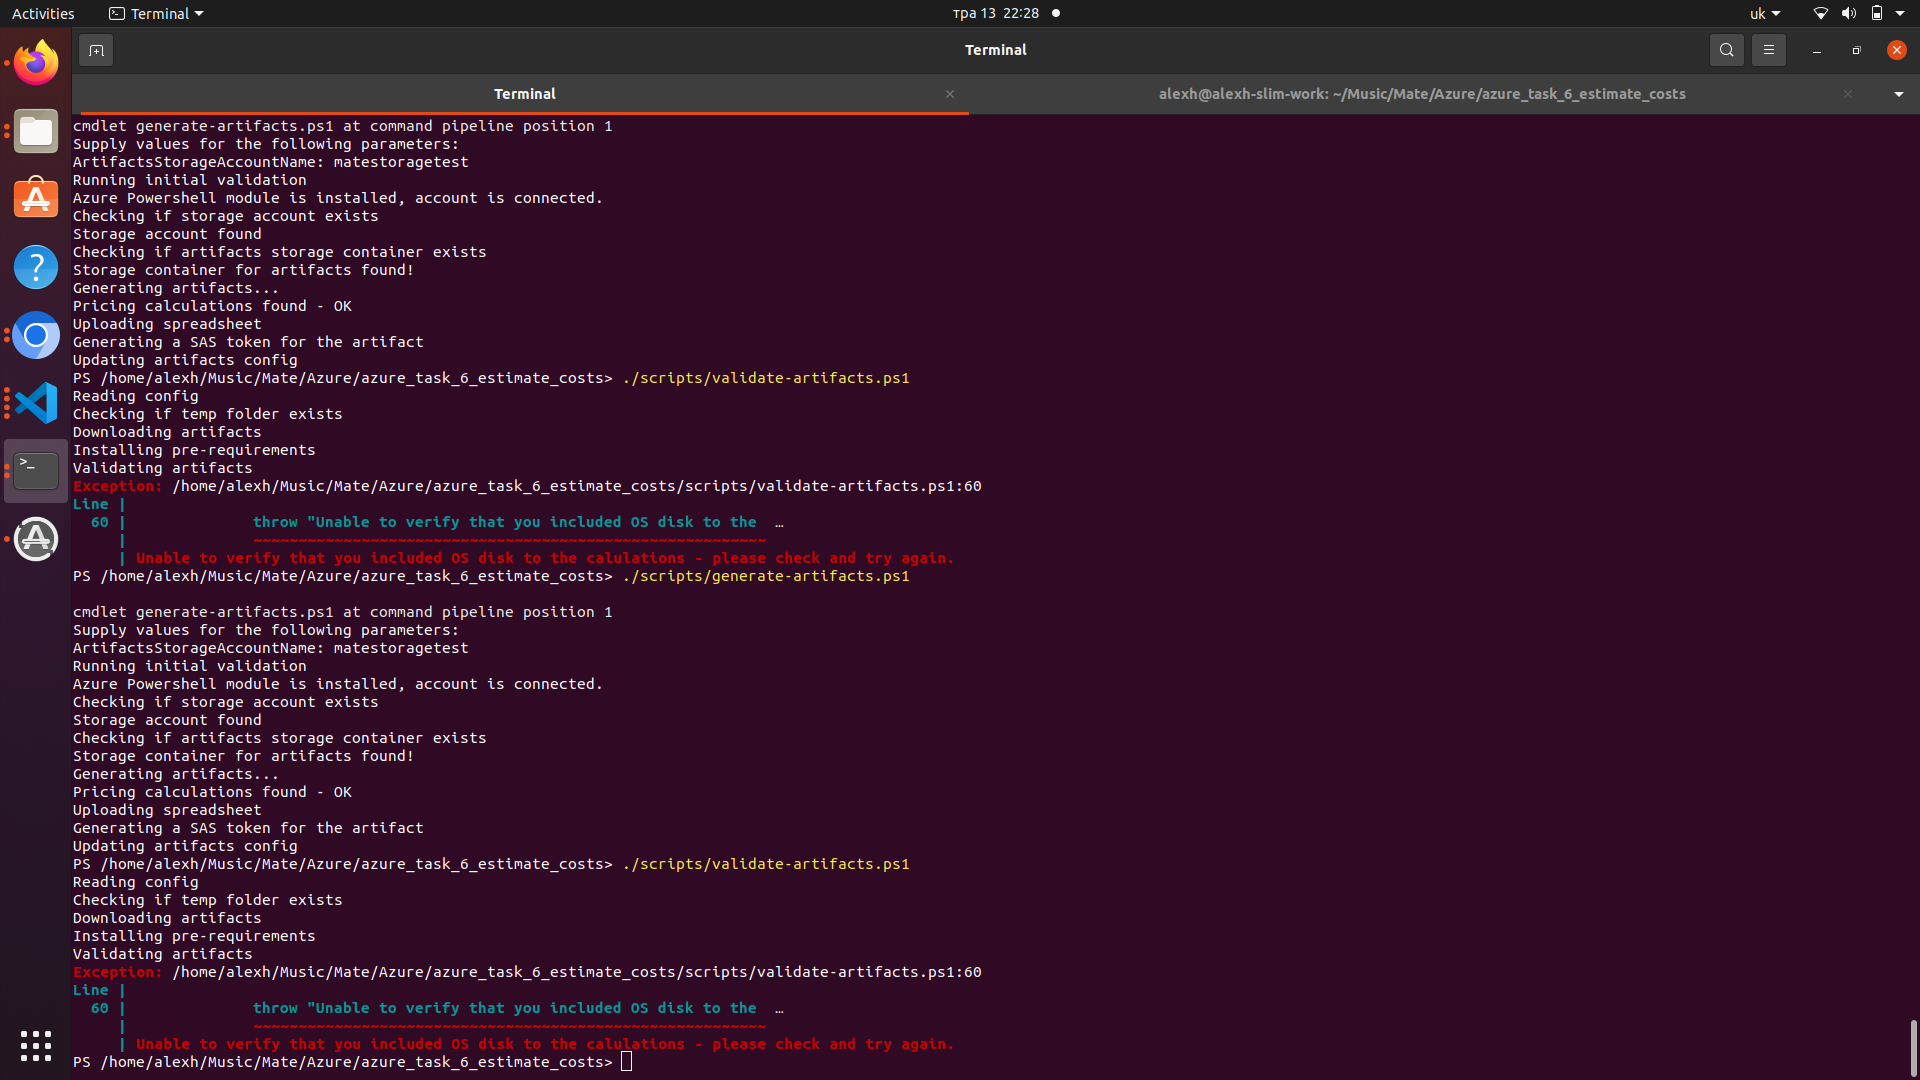 Activities
Terminal
тра 13 22:28
uk
Terminal
Terminal
alexh@alexh-slim-work: ~/Music/Mate/Azure/azure_task_6_estimate_costs
cmdlet generate-artifacts.ps1 at command pipeline position 1
Supply values for the following parameters:
ArtifactsStorageAccountName: matestoragetest
Running initial validation
Azure Powershell module is installed, account is connected.
Checking if storage account exists
Storage account found
Checking if artifacts storage container exists
Storage container for artifacts found!
Generating artifacts...
Pricing calculations found - OK
Uploading spreadsheet
Generating a SAS token for the artifact
Updating artifacts config
PS /home/alexh/Music/Mate/Azure/azure_task_6_estimate_costs> ./scripts/validate-artifacts.ps1
Reading config
Checking if temp folder exists
Downloading artifacts
Installing pre-requirements
Validating artifacts
Exception: /home/alexh/Music/Mate/Azure/azure_task_6_estimate_costs/scripts/validate-artifacts.ps1:60
Line |
60 | throw "Unable to verify that you included OS disk to the …
| ~~~~~~~~~~~~~~~~~~~~~~~~~~~~~~~~~~~~~~~~~~~~~~~~~~~~~~~~~
| Unable to verify that you included OS disk to the calulations - please check and try again.
PS /home/alexh/Music/Mate/Azure/azure_task_6_estimate_costs> ./scripts/generate-artifacts.ps1
cmdlet generate-artifacts.ps1 at command pipeline position 1
Supply values for the following parameters:
ArtifactsStorageAccountName: matestoragetest
Running initial validation
Azure Powershell module is installed, account is connected.
Checking if storage account exists
Storage account found
Checking if artifacts storage container exists
Storage container for artifacts found!
Generating artifacts...
Pricing calculations found - OK
Uploading spreadsheet
Generating a SAS token for the artifact
Updating artifacts config
PS /home/alexh/Music/Mate/Azure/azure_task_6_estimate_costs> ./scripts/validate-artifacts.ps1
Reading config
Checking if temp folder exists
Downloading artifacts
Installing pre-requirements
Validating artifacts
Exception: /home/alexh/Music/Mate/Azure/azure_task_6_estimate_costs/scripts/validate-artifacts.ps1:60
Line |
60 | throw "Unable to verify that you included OS disk to the …
| ~~~~~~~~~~~~~~~~~~~~~~~~~~~~~~~~~~~~~~~~~~~~~~~~~~~~~~~~~
| Unable to verify that you included OS disk to the calulations - please check and try again.
PS /home/alexh/Music/Mate/Azure/azure_task_6_estimate_costs>